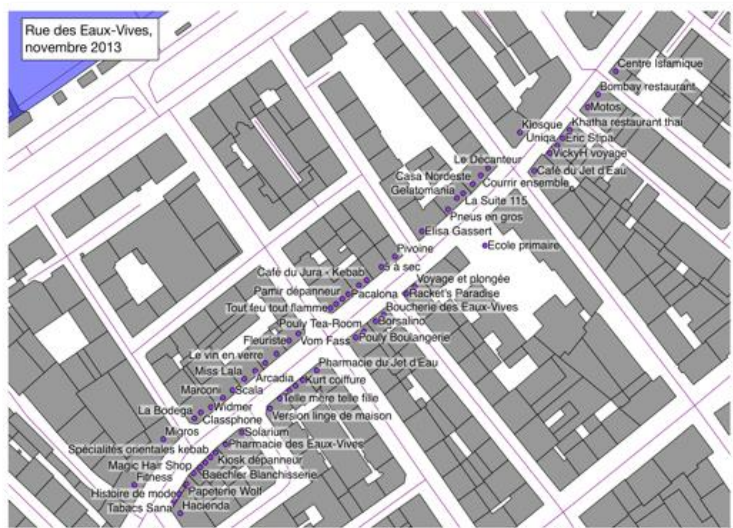 Rue des Eaux-Vives,
novembre 2013
Centre Islamique
Bombay restaurant
Motos
Khatha restaurant thai
Kiosque
Uniqa
Eric Stipa
VickyH voyage
Le Décanteur
Café du Jet d'Eau
Casa Nordeste
Courrir ensemble
Gelatomania
La Suite 115
Pneus en gros
Elisa Gassert
Ecole primaire
Pivoine
5 à sec
Café du Jura - Kebab
Voyage et plongée
Pamir dépanneur
Pacalona
Racket's Paradise
Tout feu tout flamme
Boucherie des Eaux-Vives
Pouly Tea-Room
Borsalino
Fleuriste
Vom Fass
Pouly Boulangerie
Le vin en verre
Pharmacie du Jet d'Eau
Miss Lala
Arcadia
Kurt coiffure
Marconi
Scala
Telle mère telle fille
La Bodega
Widmer
Version linge de maison
Classphone
Migros
Solarium
Spécialités orientales kebab
Pharmacie des Eaux-Vives
Kiosk dépanneur
Magic Hair Shop
Fitness
Baechler Blanchisserie
Histoire de mode
Papeterie Wolf
Tabacs Sana
Hacienda